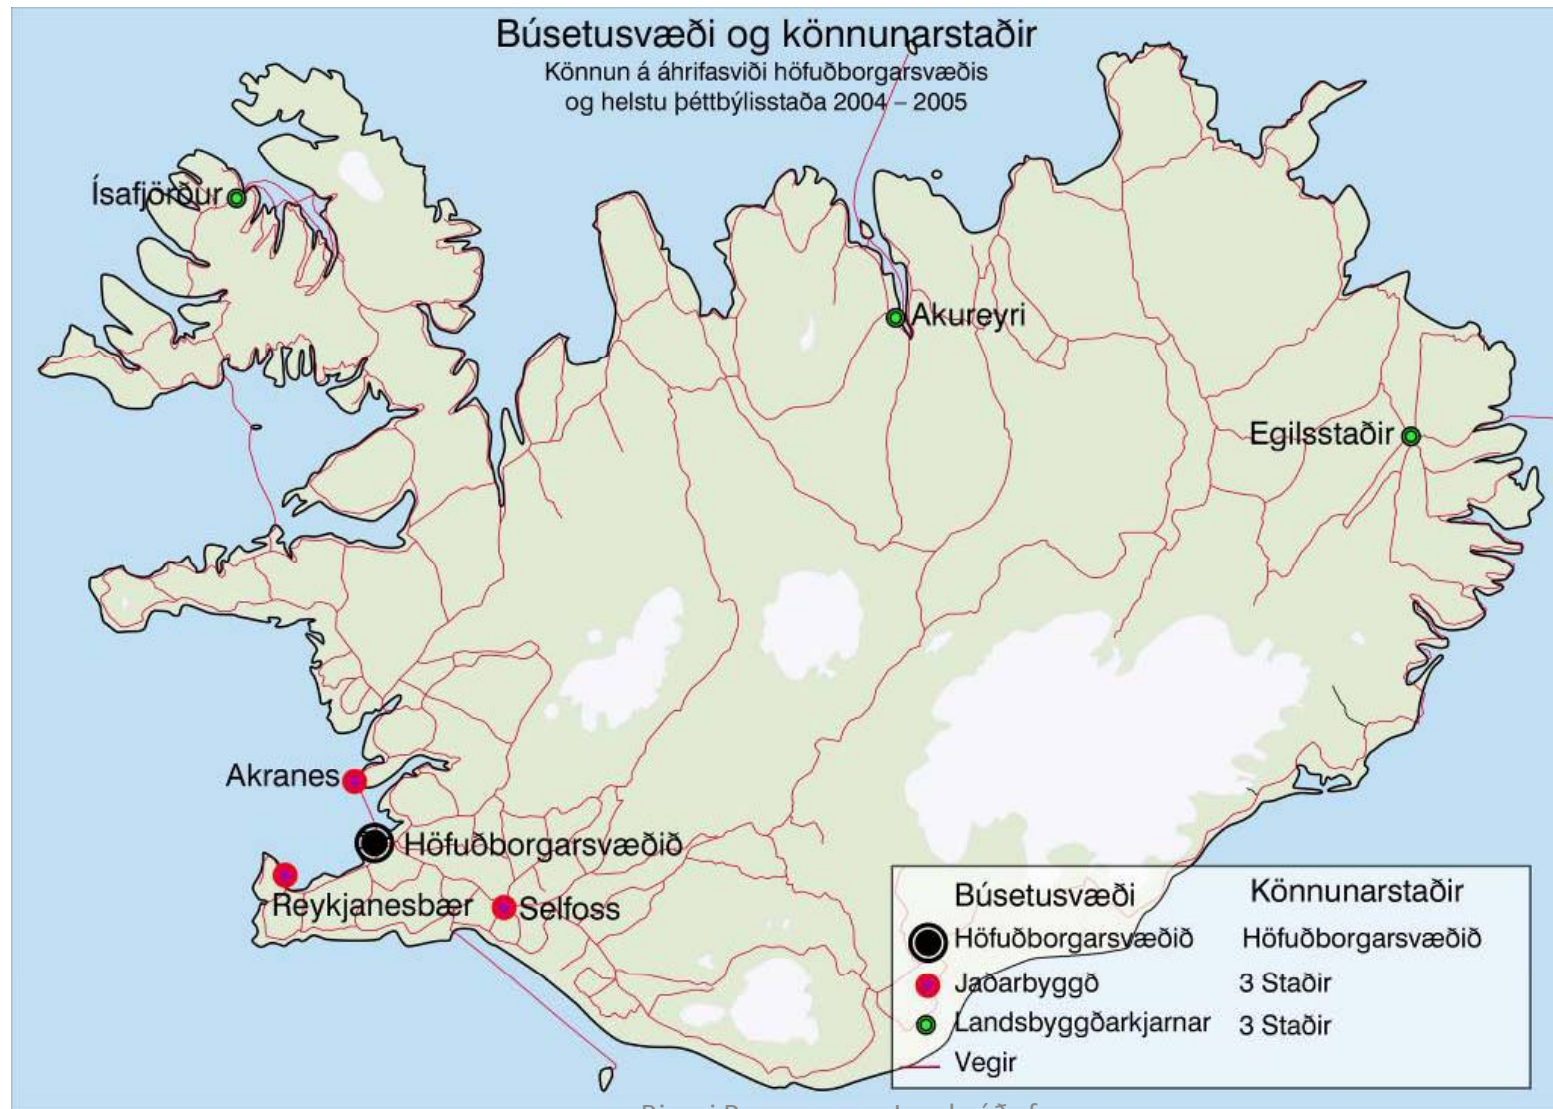 Búsetusvæði og könnunarstaðir
Könnun á áhrifasviði höfuðborgarsvæðis
og helstu þéttbýlisstaða 2004 – 2005
Ísafjörður
Akureyri
Egilsstaðir
Akranes
Höfuðborgarsvæðið
Reykjanesbær
Selfoss
Búsetusvæði Könnunarstaðir
Höfuðborgarsvæðið Höfuðborgarsvæðið
Jaðarbyggð 3 Staðir
Landsbyggðarkjarnar 3 Staðir
Vegir